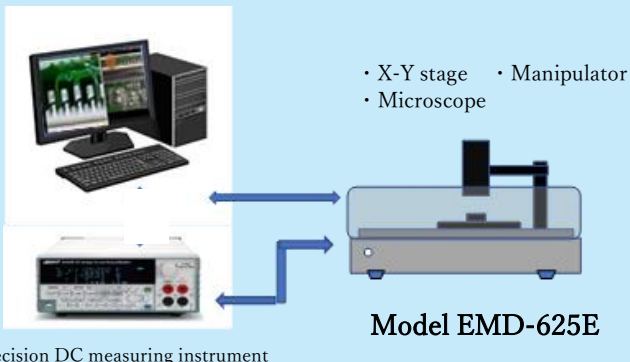 ・X-Y stage ・Manipulator
・Microscope
Model EMD-625E
ecision DC measuring instrument